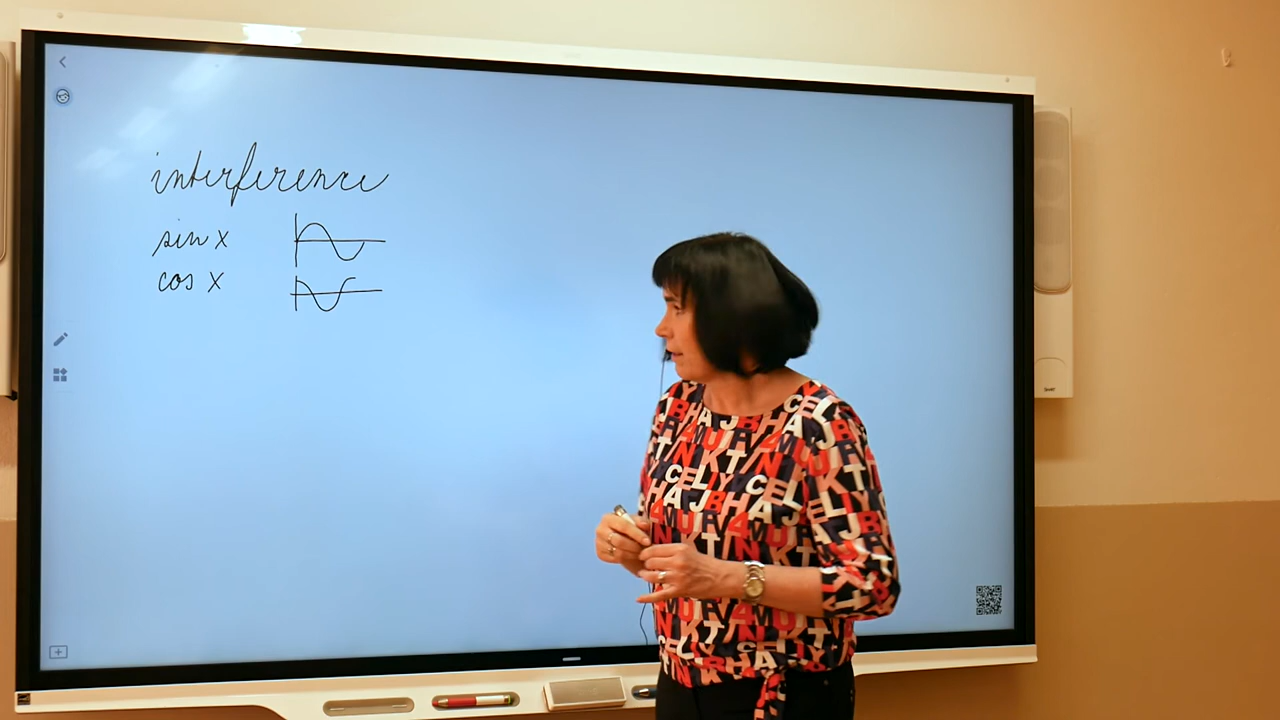 interference
sin x
cos x